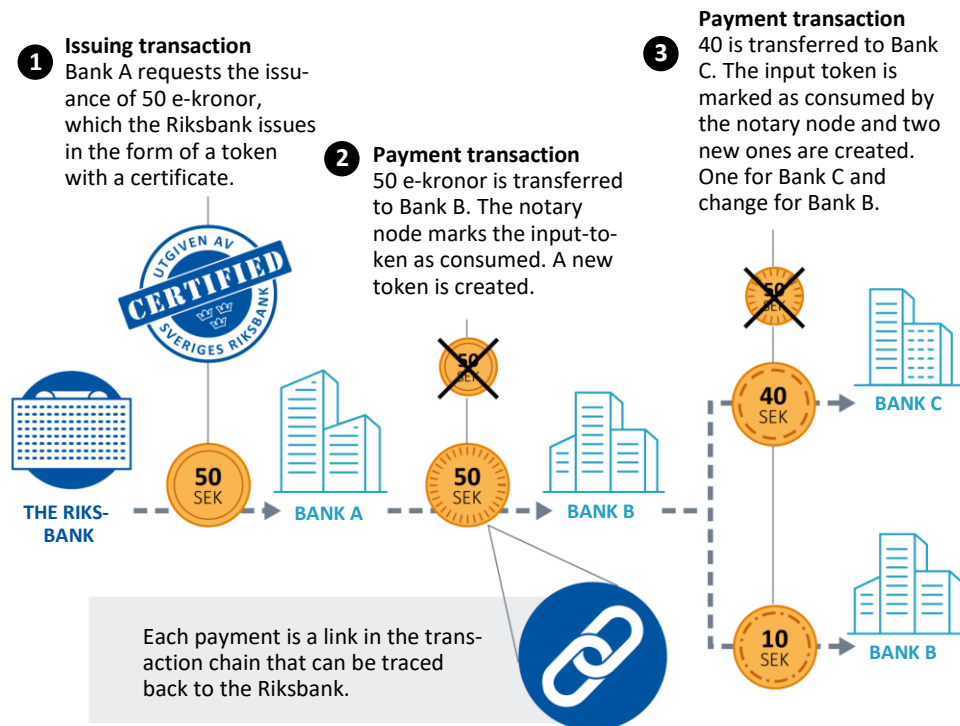 1
Issuing transaction
Bank A requests the issu-
ance of 50 e-kronor,
which the Riksbank issues
in the form of a token
with a certificate.
2
Payment transaction
50 e-kronor is transferred
to Bank B. The notary
node marks the input-to-
ken as consumed. A new
token is created.
3
Payment transaction
40 is transferred to Bank
C. The input token is
marked as consumed by
the notary node and two
new ones are created.
One for Bank C and
change for Bank B.
UTGIVEN AV
CERTIFIED
SVERIGES RIKSBANK
50
SEK
50
SEK
40
SEK
BANK C
50
SEK
50
SEK
THE RIKS-
BANK
BANK A
BANK B
10
SEK
BANK B
Each payment is a link in the trans-
action chain that can be traced
back to the Riksbank.